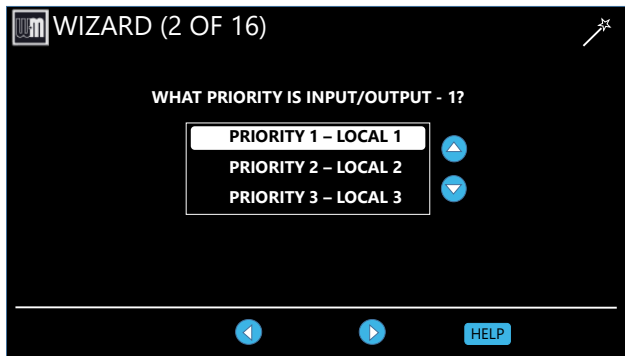 wm WIZARD (2 OF 16)
WHAT PRIORITY IS INPUT/OUTPUT - 1?
PRIORITY 1 – LOCAL 1
PRIORITY 2 – LOCAL 2
PRIORITY 3 – LOCAL 3
HELP